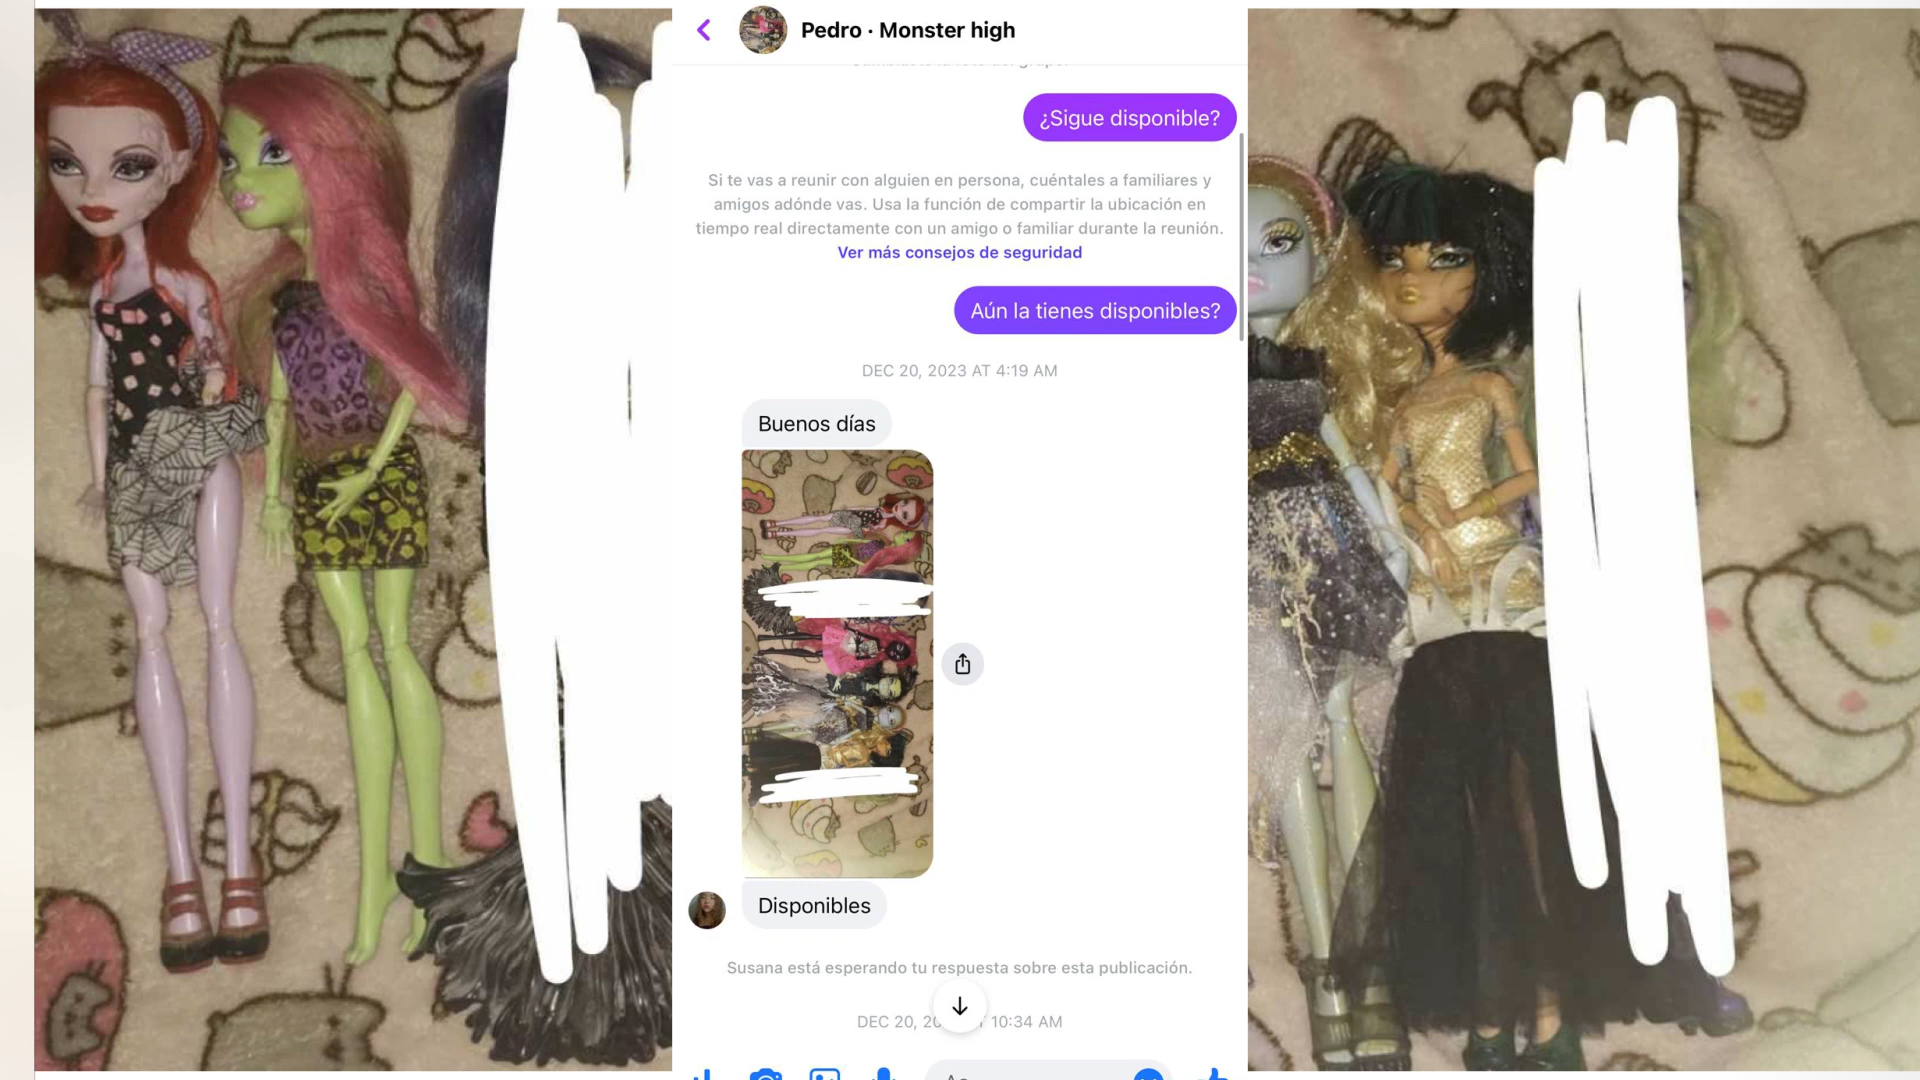 Pedro · Monster high
¿Sigue disponible?
Si te vas a reunir con alguien en persona, cuéntales a familiares y
amigos adónde vas. Usa la función de compartir la ubicación en
tiempo real directamente con un amigo o familiar durante la reunión.
Ver más consejos de seguridad
Aún la tienes disponibles?
DEC 20, 2023 AT 4:19 AM
Buenos días
Disponibles
Susana está esperando tu respuesta sobre esta publicación.
DEC 20, 10:34 AM
Aa